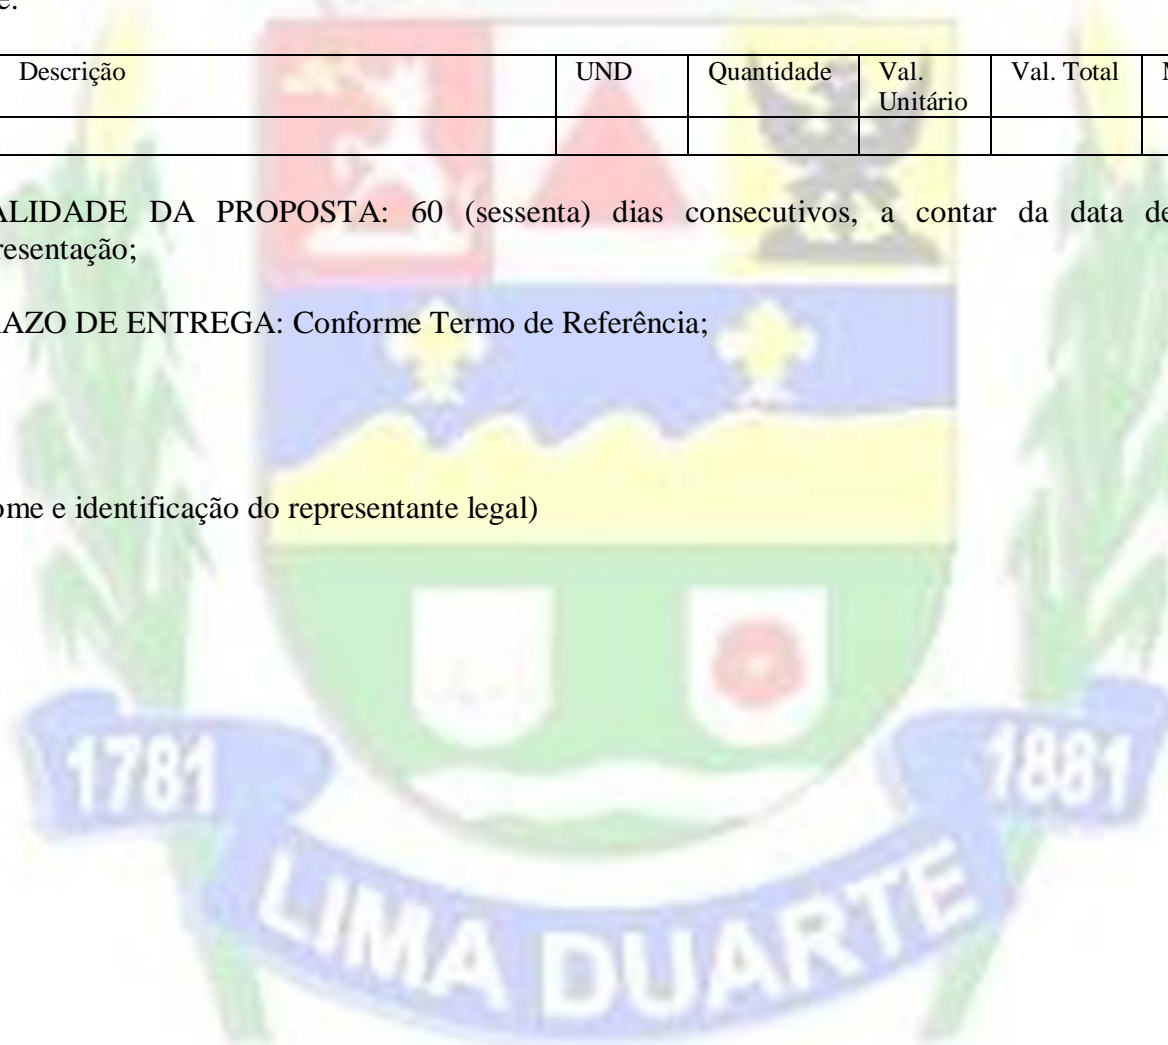 e:
Descrição UND Quantidade Val. Unitário Val. Total
ALIDADE DA PROPOSTA: 60 (sessenta) dias consecutivos, a contar da data de
resentação;
AZO DE ENTREGA: Conforme Termo de Referência;
ome e identificação do representante legal)
1781 1881
LIMA DUARTE